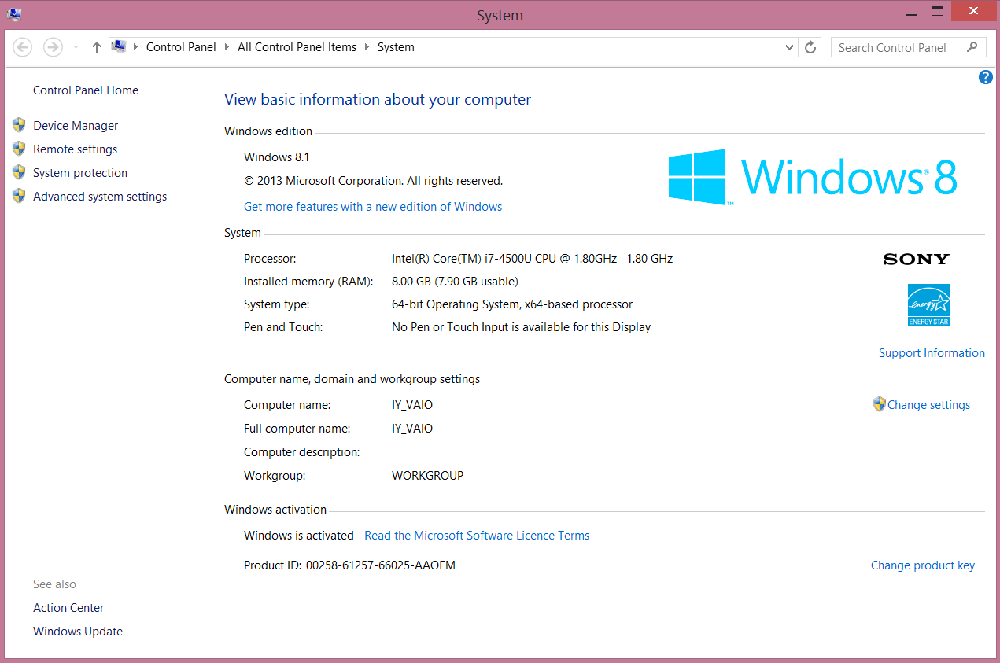 System
Control Panel All Control Panel Items System
Search Control Panel
Control Panel Home
Device Manager
Remote settings
System protection
Advanced system settings
See also
Action Center
Windows Update
View basic information about your computer
Windows edition
Windows 8.1
© 2013 Microsoft Corporation. All rights reserved.
Get more features with a new edition of Windows
Windows® 8
™
System
Processor: Intel(R) Core(TM) i7-4500U CPU @ 1.80GHz 1.80 GHz
Installed memory (RAM): 8.00 GB (7.90 GB usable)
System type: 64-bit Operating System, x64-based processor
Pen and Touch: No Pen or Touch Input is available for this Display
SONY
energy
ENERGY STAR
Support Information
Computer name, domain and workgroup settings
Computer name: IY_VAIO
Change settings
Full computer name: IY_VAIO
Computer description:
Workgroup: WORKGROUP
Windows activation
Windows is activated Read the Microsoft Software Licence Terms
Product ID: 00258-61257-66025-AAOEM
Change product key